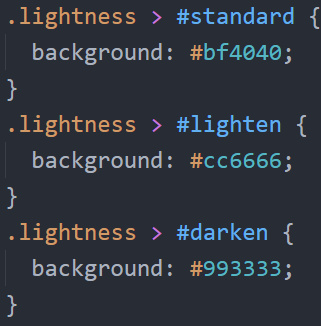 .lightness > #standard {
  background: #bf4040;
}
.lightness > #lighten {
  background: #cc6666;
}
.lightness > #darken {
  background: #993333;
}